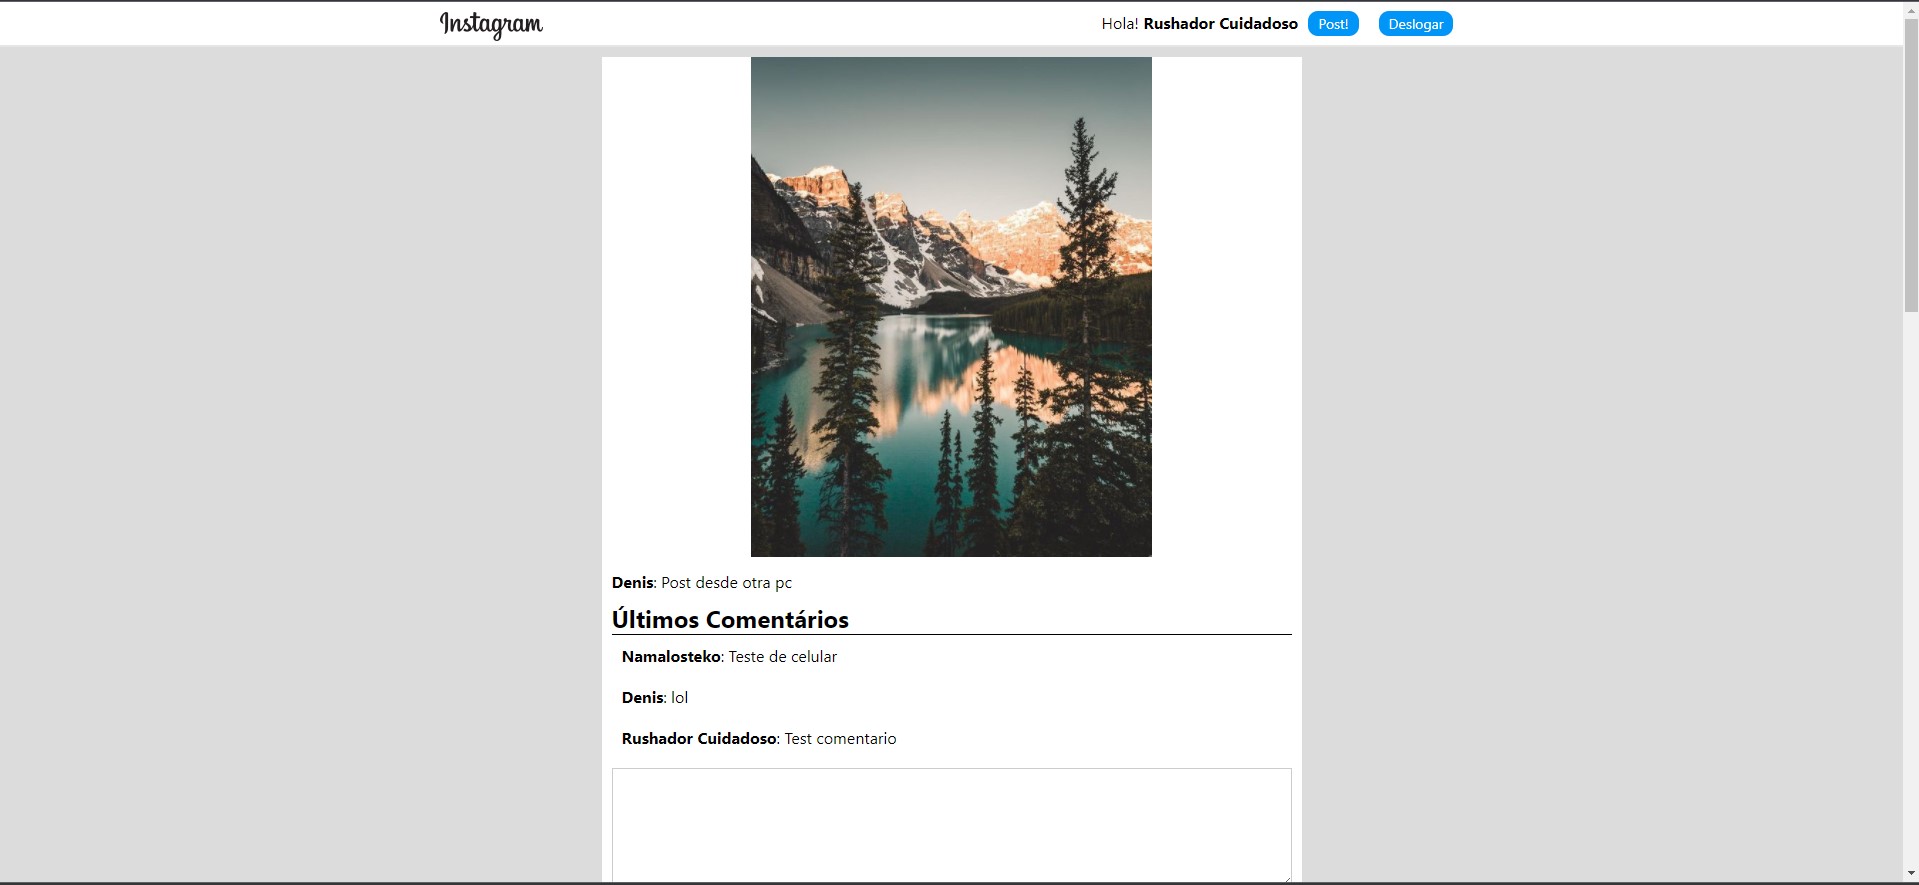 Instagram
Hola! Rushador Cuidadoso Post! Deslogar
Denis: Post desde otra pc
Últimos Comentários
Namalosteko: Teste de celular
Denis: lol
Rushador Cuidadoso: Test comentario